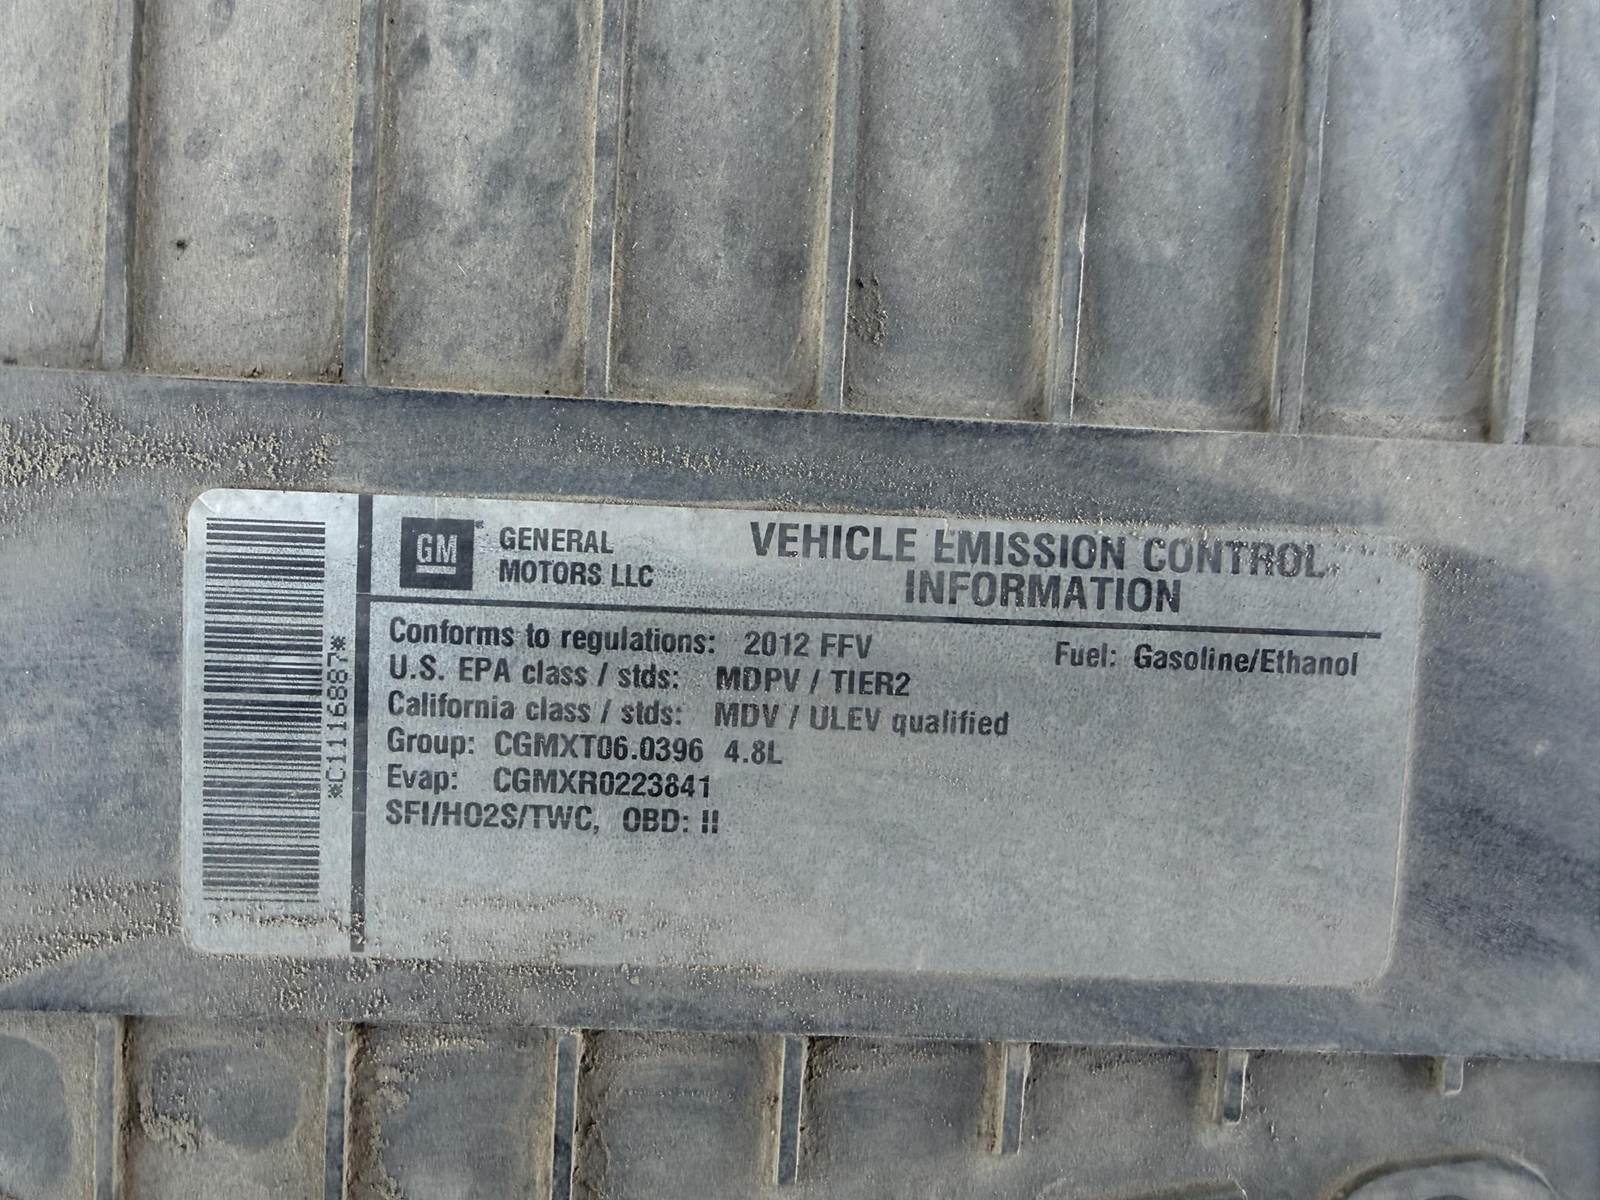 *C1116887*
GM
GENERAL
MOTORS LLC
VEHICLE EMISSION CONTROL
INFORMATION
Conforms to regulations: 2012 FFV
Fuel: Gasoline/Ethanol
U.S. EPA class / stds: MDPV / TIER2
California class / stds: MDV / ULEV qualified
Group: CGMXT06.0396 4.8L
Evap: CGMXR0223841
SFI/HO2S/TWC, OBD: II